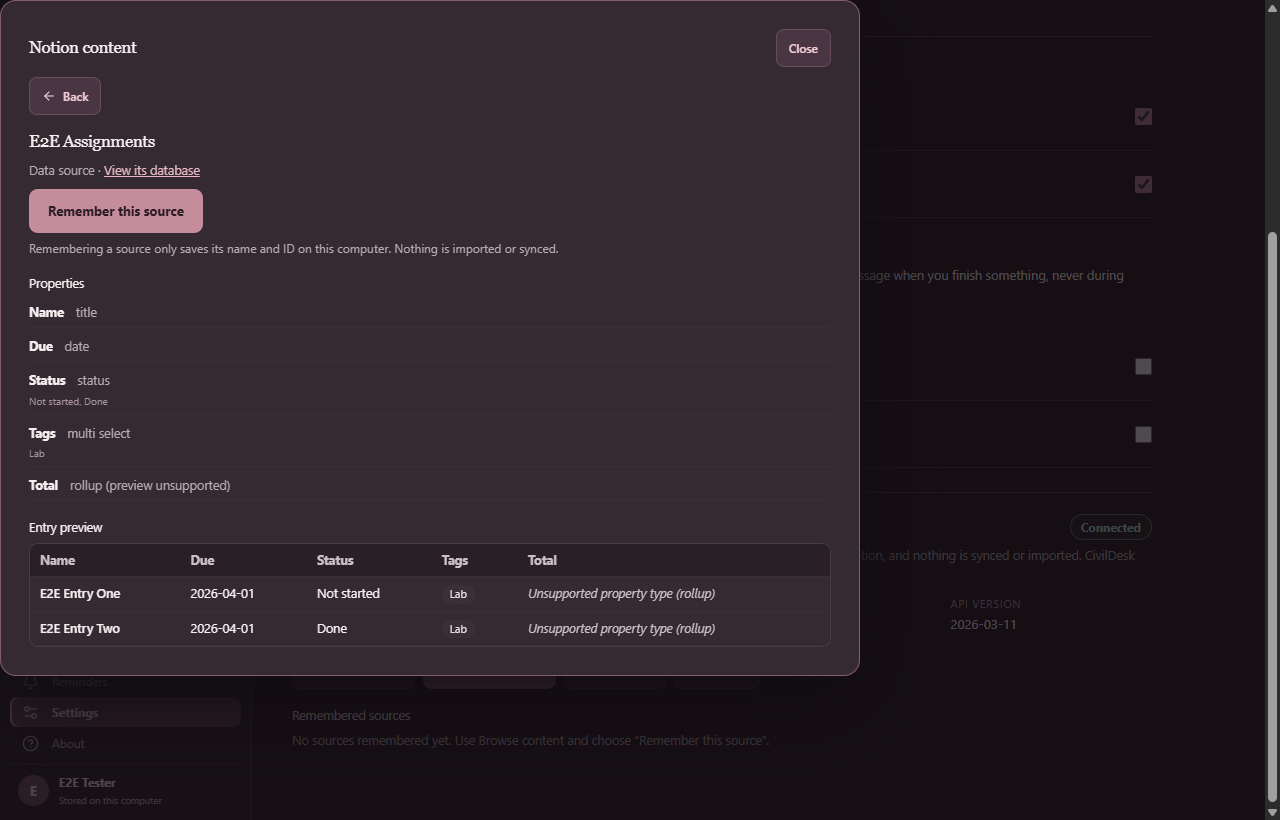 Notion content
Close
Back
E2E Assignments
Data source · View its database
Remember this source
Remembering a source only saves its name and ID on this computer. Nothing is imported or synced.
Properties
Name title
Due date
Status status
Not started, Done
Tags multi select
Lab
Total rollup (preview unsupported)
Entry preview
Name Due Status Tags Total
E2E Entry One 2026-04-01 Not started Lab Unsupported property type (rollup)
E2E Entry Two 2026-04-01 Done Lab Unsupported property type (rollup)
when you finish something, never during
Connected
and nothing is synced or imported. CivilDesk
API VERSION
2026-03-11
Reminders
Settings
About
Remembered sources
No sources remembered yet. Use Browse content and choose "Remember this source".
E
E2E Tester
Stored on this computer